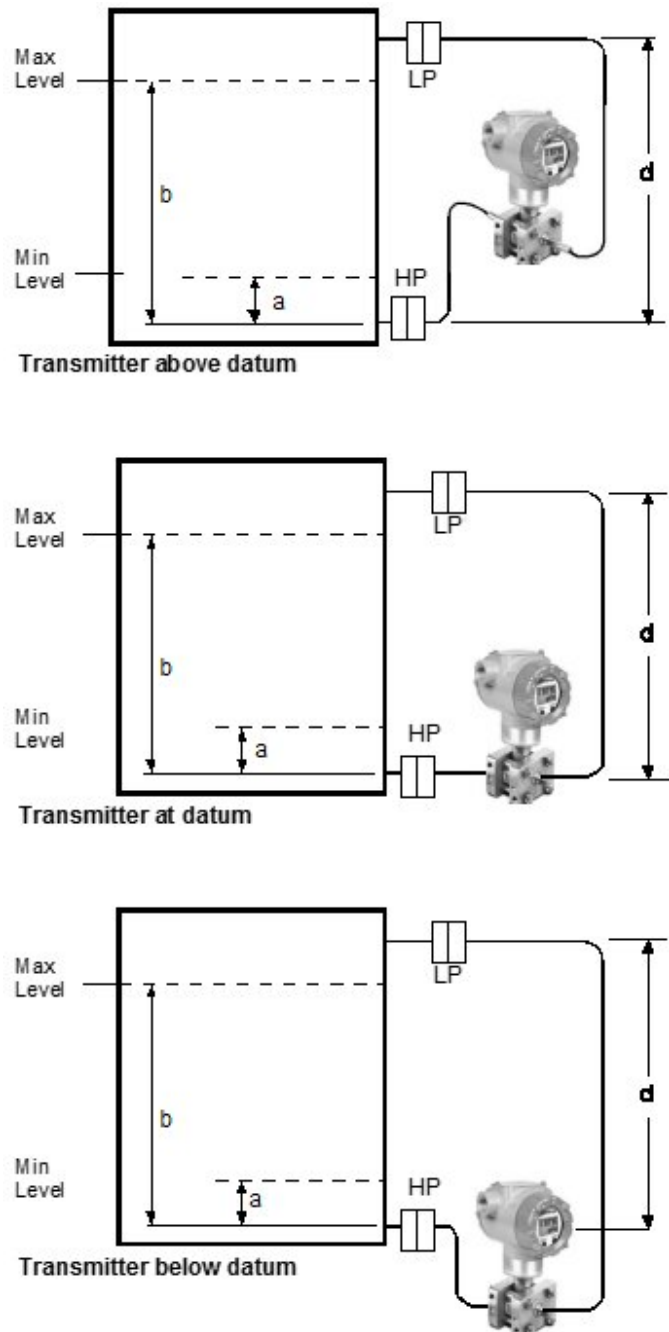 Max
Level
LP
b
d
Min
Level
HP
a
Transmitter above datum
Max
Level
LP
b
d
Min
Level
HP
a
Transmitter at datum
Max
Level
LP
b
d
Min
Level
HP
a
Transmitter below datum